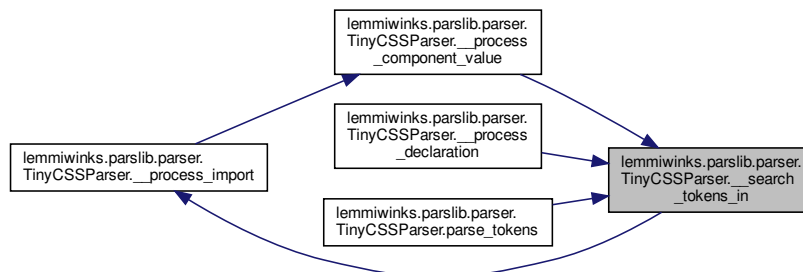 lemmiwinks.parslib.parser.
TinyCSSParser.__process
_component_value
lemmiwinks.parslib.parser.
TinyCSSParser.__process
_declaration
lemmiwinks.parslib.parser.
TinyCSSParser.__process_import
lemmiwinks.parslib.parser.
TinyCSSParser.__search
_tokens_in
lemmiwinks.parslib.parser.
TinyCSSParser.parse_tokens